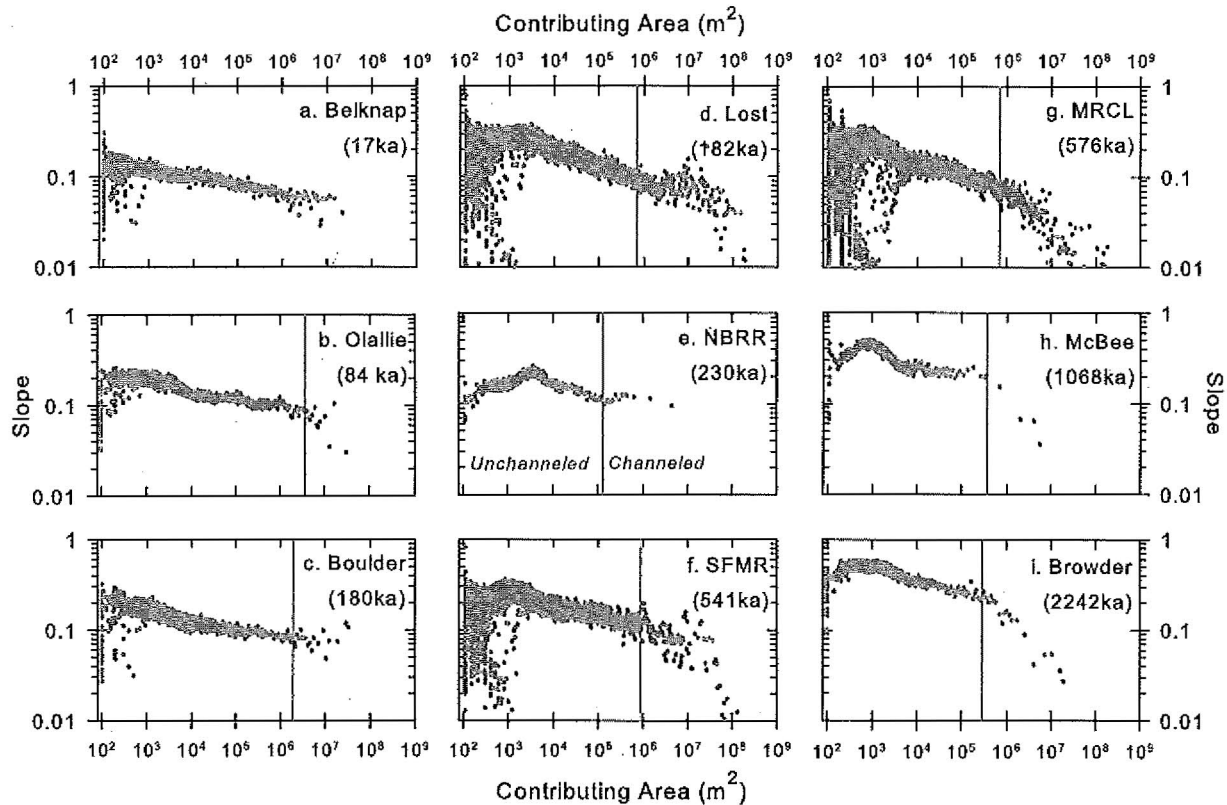 Contributing Area (m²)
10² 10³ 10⁴ 10⁵ 10⁶ 10⁷ 10⁸ 10⁹
10² 10³ 10⁴ 10⁵ 10⁶ 10⁷ 10⁸ 10⁹
10² 10³ 10⁴ 10⁵ 10⁶ 10⁷ 10⁸ 10⁹
1
0.1
0.01
a. Belknap
(17ka)
d. Lost
(†82ka)
g. MRCL
(576ka)
1
0.1
0.01
Slope
1
0.1
0.01
b. Olallie
(84 ka)
e. NBRR
(230ka)
Unchanneled
Channeled
h. McBee
(1068ka)
1
0.1
0.01
Slope
1
0.1
0.01
c. Boulder
(180ka)
f. SFMR
(541ka)
i. Browder
(2242ka)
1
0.1
0.01
10² 10³ 10⁴ 10⁵ 10⁶ 10⁷ 10⁸ 10⁹
10² 10³ 10⁴ 10⁵ 10⁶ 10⁷ 10⁸ 10⁹
10² 10³ 10⁴ 10⁵ 10⁶ 10⁷ 10⁸ 10⁹
Contributing Area (m²)